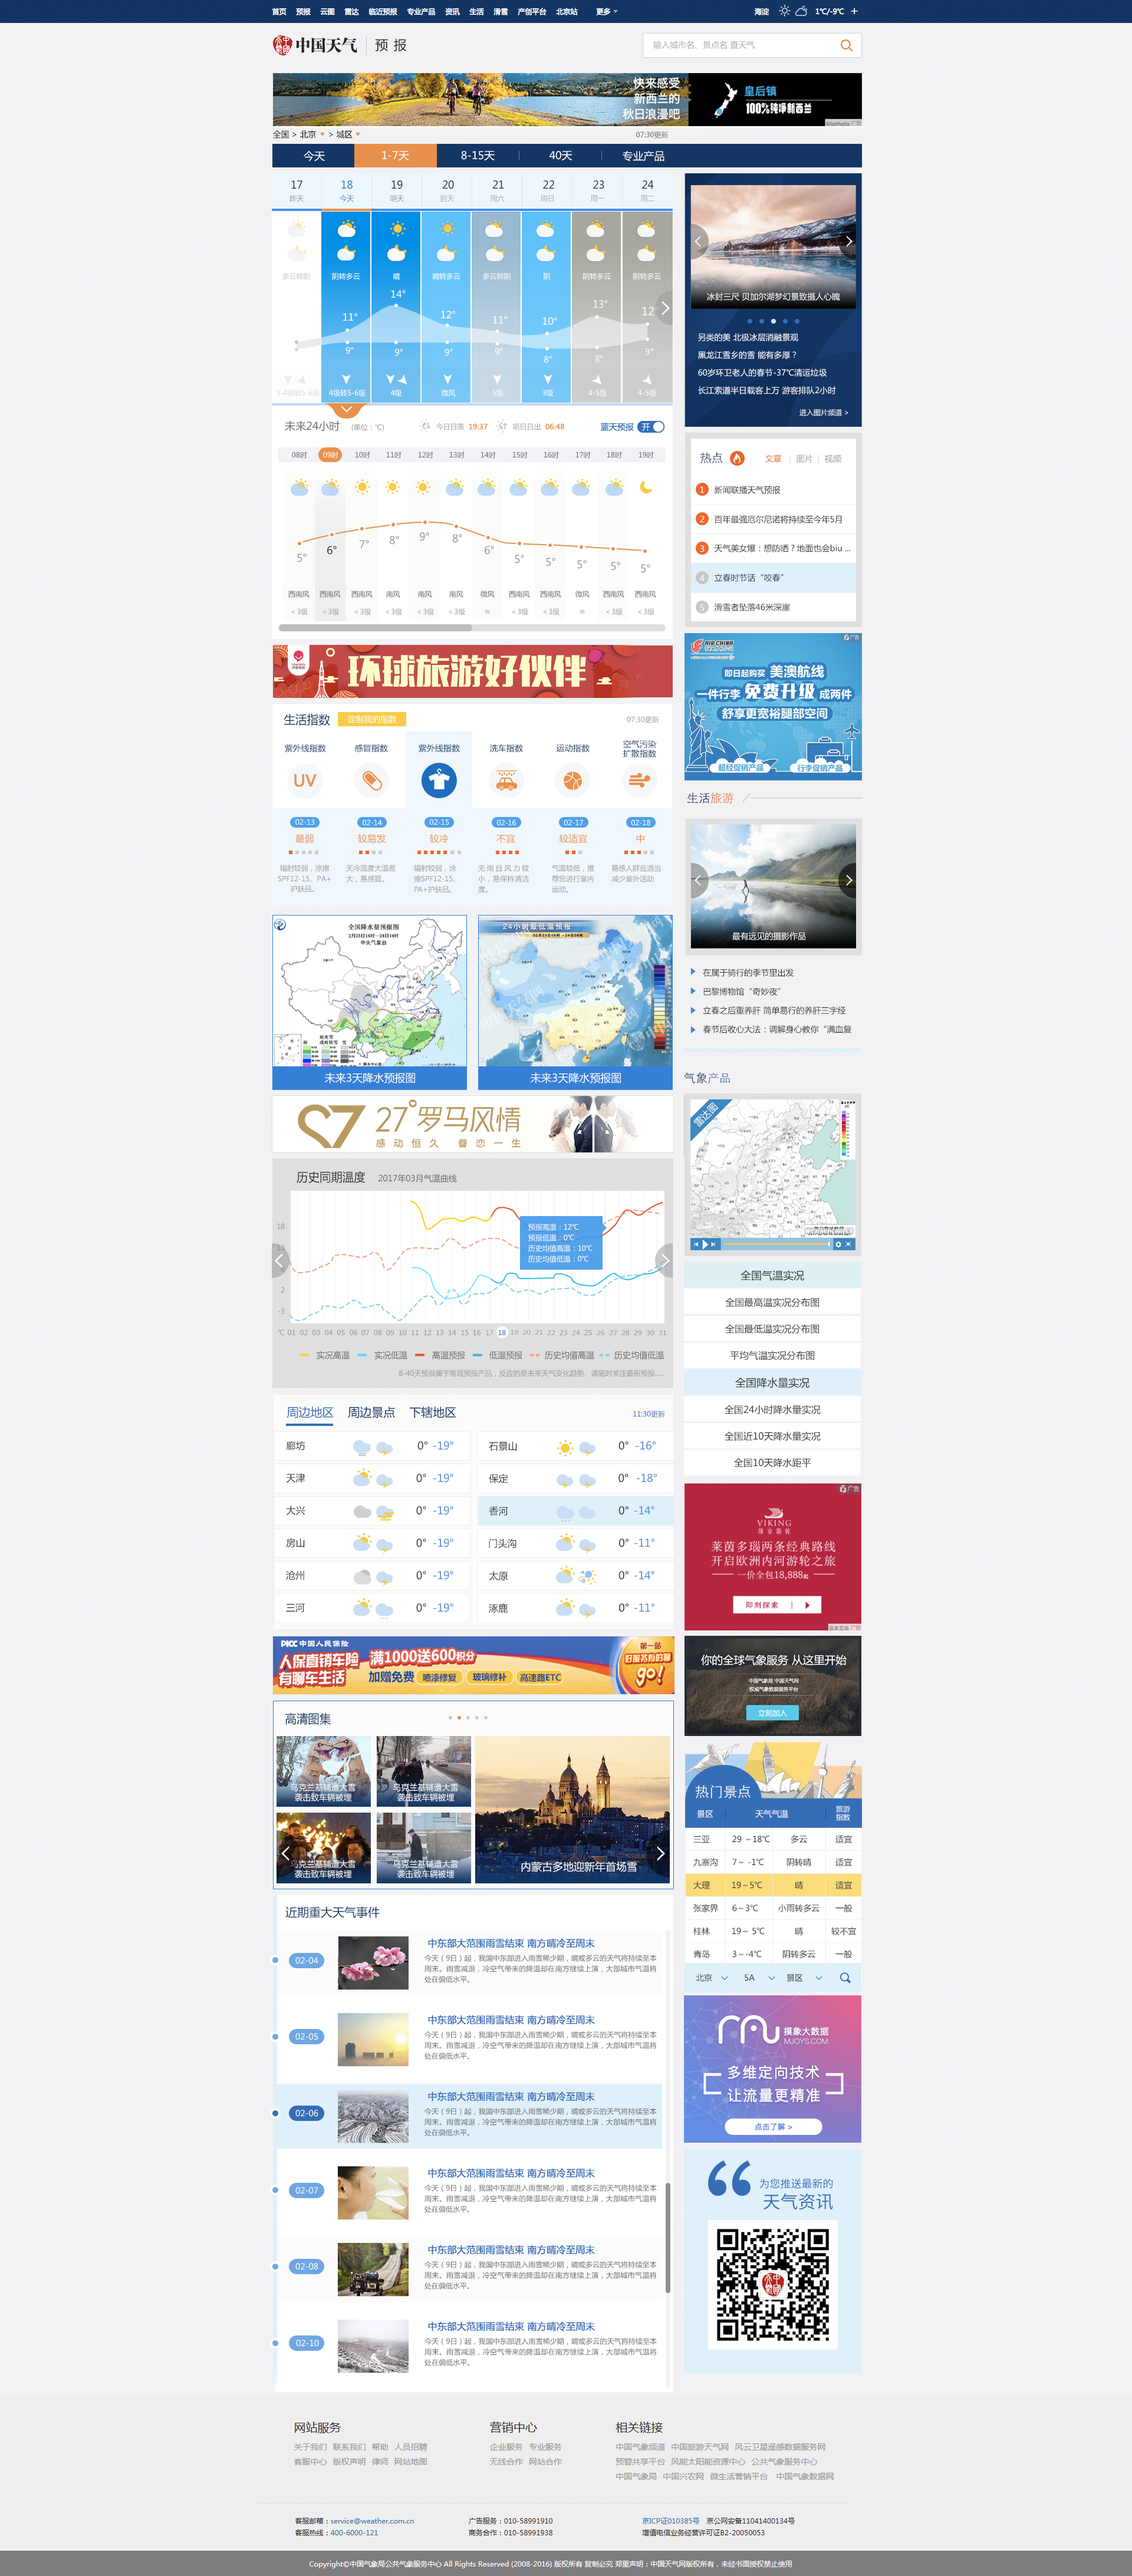 首页 预报 云图 雷达 临近预报 专业产品 资讯 生活 滑雪 产创平台 北京站 更多
海淀 1℃/-9℃ +
中国天气 预报
输入城市名、景点名 查天气
快来感受
新西兰的
秋日浪漫吧
皇后镇
100%纯净新西兰
全国 > 北京 > 城区
07:30更新
今天 1-7天 8-15天 40天 专业产品
17 18 19 20 21 22 23 24
昨天 今天 明天 后天 周六 周日 周一 周二
多云转阴 阴转多云 晴 晴转多云 多云转阴 阴 阴转多云 阴转多云
11° 14° 12° 11° 10° 13° 12
9° 9° 9° 9° 8° 8° 9°
3-4级转5-6级 4级转5-6级 4级 微风 5级 3级 4-5级 4-5级
未来24小时 (单位:℃) 今日日落 19:37 明日日出 06:48 蓝天预报 开
08时 09时 10时 11时 12时 13时 14时 15时 16时 17时 18时 19时
5° 6° 7° 8° 9° 8° 6° 5° 5° 5° 5° 5°
西南风 西南风 西南风 南风 南风 南风 微风 西南风 西南风 微风 西南风 西南风
<3级 <3级 <3级 <3级 <3级 <3级 = <3级 <3级 = <3级 <3级
环球旅游好伙伴
生活指数 定制我的指数 07:30更新
紫外线指数 感冒指数 紫外线指数 洗车指数 运动指数 空气污染
扩散指数
UV
02-13 02-14 02-15 02-16 02-17 02-18
最弱 较易发 较冷 不宜 较适宜 中
辐射较弱,涂擦SPF12-15、PA+护肤品。
天冷湿度大温差大,易感冒。
辐射较弱,涂擦SPF12-15、PA+护肤品。
无雨且风力较小,易保持清洁度。
气温较低,推荐您进行室内运动。
易感人群应适当减少室外活动
全国降水量预报图
中央气象台
24小时最低温预报
未来3天降水预报图
未来3天降水预报图
27°罗马风情
感动恒久 眷恋一生
历史同期温度 2017年03月气温曲线
18
2
-3
预报高温:12℃
预报低温:0℃
历史均值高温:10℃
历史均值低温:0℃
℃ 01 02 03 04 05 06 07 08 09 10 11 12 13 14 15 16 17 18 19 20 21 22 23 24 25 26 27 28 29 30 31
实况高温 实况低温 高温预报 低温预报 历史均值高温 历史均值低温
8-40天预报属于客观预报产品,反应的是未来天气变化趋势、请随时关注最新预报....
周边地区 周边景点 下辖地区 11:30更新
廊坊 0° -19° 石景山 0° -16°
天津 0° -19° 保定 0° -18°
大兴 0° -19° 香河 0° -14°
房山 0° -19° 门头沟 0° -11°
沧州 0° -19° 太原 0° -14°
三河 0° -19° 涿鹿 0° -11°
PICC 中国人民保险
人保直销车险
有聊车生活
满1000送600积分
加赠免费 喷漆修复 玻璃修补 高速路ETC
第一站
好服务有的聊
go!
高清图集
乌克兰基辅遭大雪
袭击致车辆被埋
乌克兰基辅遭大雪
袭击致车辆被埋
乌克兰基辅遭大雪
袭击致车辆被埋
乌克兰基辅遭大雪
袭击致车辆被埋
内蒙古多地迎新年首场雪
近期重大天气事件
02-04
中东部大范围雨雪结束 南方晴冷至周末
今天(9日)起,我国中东部进入雨雪稀少期,晴或多云的天气将持续至本
周末。雨雪减退,冷空气带来的降温却在南方继续上演,大部城市气温将
处在偏低水平。
02-05
中东部大范围雨雪结束 南方晴冷至周末
今天(9日)起,我国中东部进入雨雪稀少期,晴或多云的天气将持续至本
周末。雨雪减退,冷空气带来的降温却在南方继续上演,大部城市气温将
处在偏低水平。
02-06
中东部大范围雨雪结束 南方晴冷至周末
今天(9日)起,我国中东部进入雨雪稀少期,晴或多云的天气将持续至本
周末。雨雪减退,冷空气带来的降温却在南方继续上演,大部城市气温将
处在偏低水平。
02-07
中东部大范围雨雪结束 南方晴冷至周末
今天(9日)起,我国中东部进入雨雪稀少期,晴或多云的天气将持续至本
周末。雨雪减退,冷空气带来的降温却在南方继续上演,大部城市气温将
处在偏低水平。
02-08
中东部大范围雨雪结束 南方晴冷至周末
今天(9日)起,我国中东部进入雨雪稀少期,晴或多云的天气将持续至本
周末。雨雪减退,冷空气带来的降温却在南方继续上演,大部城市气温将
处在偏低水平。
02-10
中东部大范围雨雪结束 南方晴冷至周末
今天(9日)起,我国中东部进入雨雪稀少期,晴或多云的天气将持续至本
周末。雨雪减退,冷空气带来的降温却在南方继续上演,大部城市气温将
处在偏低水平。
冰封三尺 贝加尔湖梦幻景致摄人心魄
另类的美 北极冰层消融景观
黑龙江雪乡的雪 能有多厚?
60岁环卫老人的春节-37℃清运垃圾
长江索道半日载客上万 游客排队2小时
进入图片频道 >
热点 文章 图片 视频
1 新闻联播天气预报
2 百年最强厄尔尼诺将持续至今年5月
3 天气美女爆:想防晒?地面也会biu ...
4 立春时节话“咬春”
5 滑雪者坠落46米深崖
AIR CHINA
广告
即日起购买 美澳航线
一件行李 免费升级 成两件
舒享更宽裕腿部空间
超经促销产品 行李促销产品
生活旅游
最有远见的摄影作品
在属于骑行的季节里出发
巴黎博物馆“奇妙夜”
立春之后重养肝 简单易行的养肝三字经
春节后收心大法:调解身心教你“满血复
气象产品
雷达图
全国气温实况
全国最高温实况分布图
全国最低温实况分布图
平均气温实况分布图
全国降水量实况
全国24小时降水量实况
全国近10天降水量实况
全国10天降水距平
广告
VIKING
维京游轮
莱茵多瑙两条经典路线
开启欧洲内河游轮之旅
一价全包18,888起
即刻探索
你的全球气象服务 从这里开始
中国气象局 中国天气网
权威气象数据服务平台
立刻加入
热门景点
景区 天气气温 旅游
指数
三亚 29 ~18℃ 多云 适宜
九寨沟 7~ -1℃ 阴转晴 适宜
大理 19~5℃ 晴 适宜
张家界 6~3℃ 小雨转多云 一般
桂林 19~ 5℃ 晴 较不宜
青岛 3~-4℃ 阴转多云 一般
北京 5A 景区
摸象大数据
MJOYS.COM
多维定向技术
让流量更精准
点击了解 >
为您推送最新的
天气资讯
网站服务 营销中心 相关链接
关于我们 联系我们 帮助 人员招聘
客服中心 版权声明 律师 网站地图
企业服务 专业服务
无线合作 网站合作
中国气象频道 中国旅游天气网 风云卫星遥感数据服务网
预警共享平台 风能太阳能资源中心 公共气象服务中心
中国气象局 中国兴农网 微生活营销平台 中国气象数据网
客服邮箱:service@weather.com.cn 广告服务:010-58991910 京ICP证010385号 京公网安备11041400134号
客服热线:400-6000-121 商务合作:010-58991938 增值电信业务经营许可证B2-20050053
Copyright©中国气象局公共气象服务中心 All Rights Reserved (2008-2016) 版权所有 复制必究 郑重声明:中国天气网版权所有,未经书面授权禁止使用